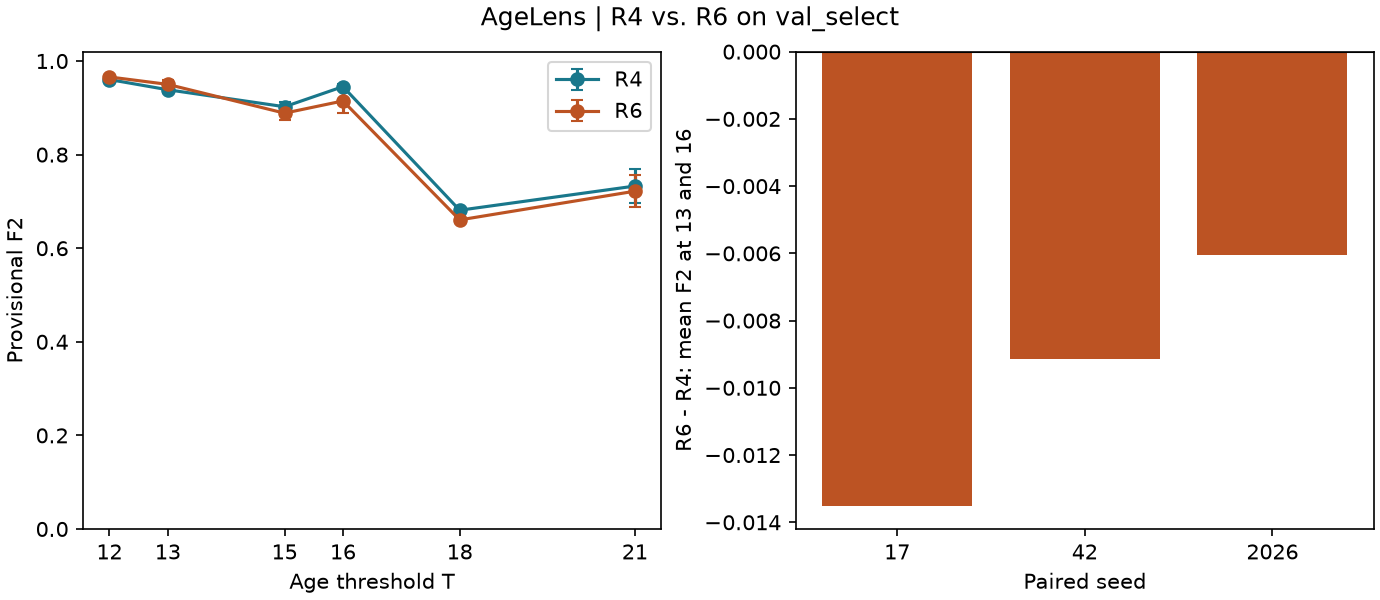 AgeLens | R4 vs. R6 on val_select
1.0
0.8
0.6
0.4
0.2
0.0
Provisional F2
R4
R6
12 13 15 16 18 21
Age threshold T
0.000
−0.002
−0.004
−0.006
−0.008
−0.010
−0.012
−0.014
R6 - R4: mean F2 at 13 and 16
17 42 2026
Paired seed